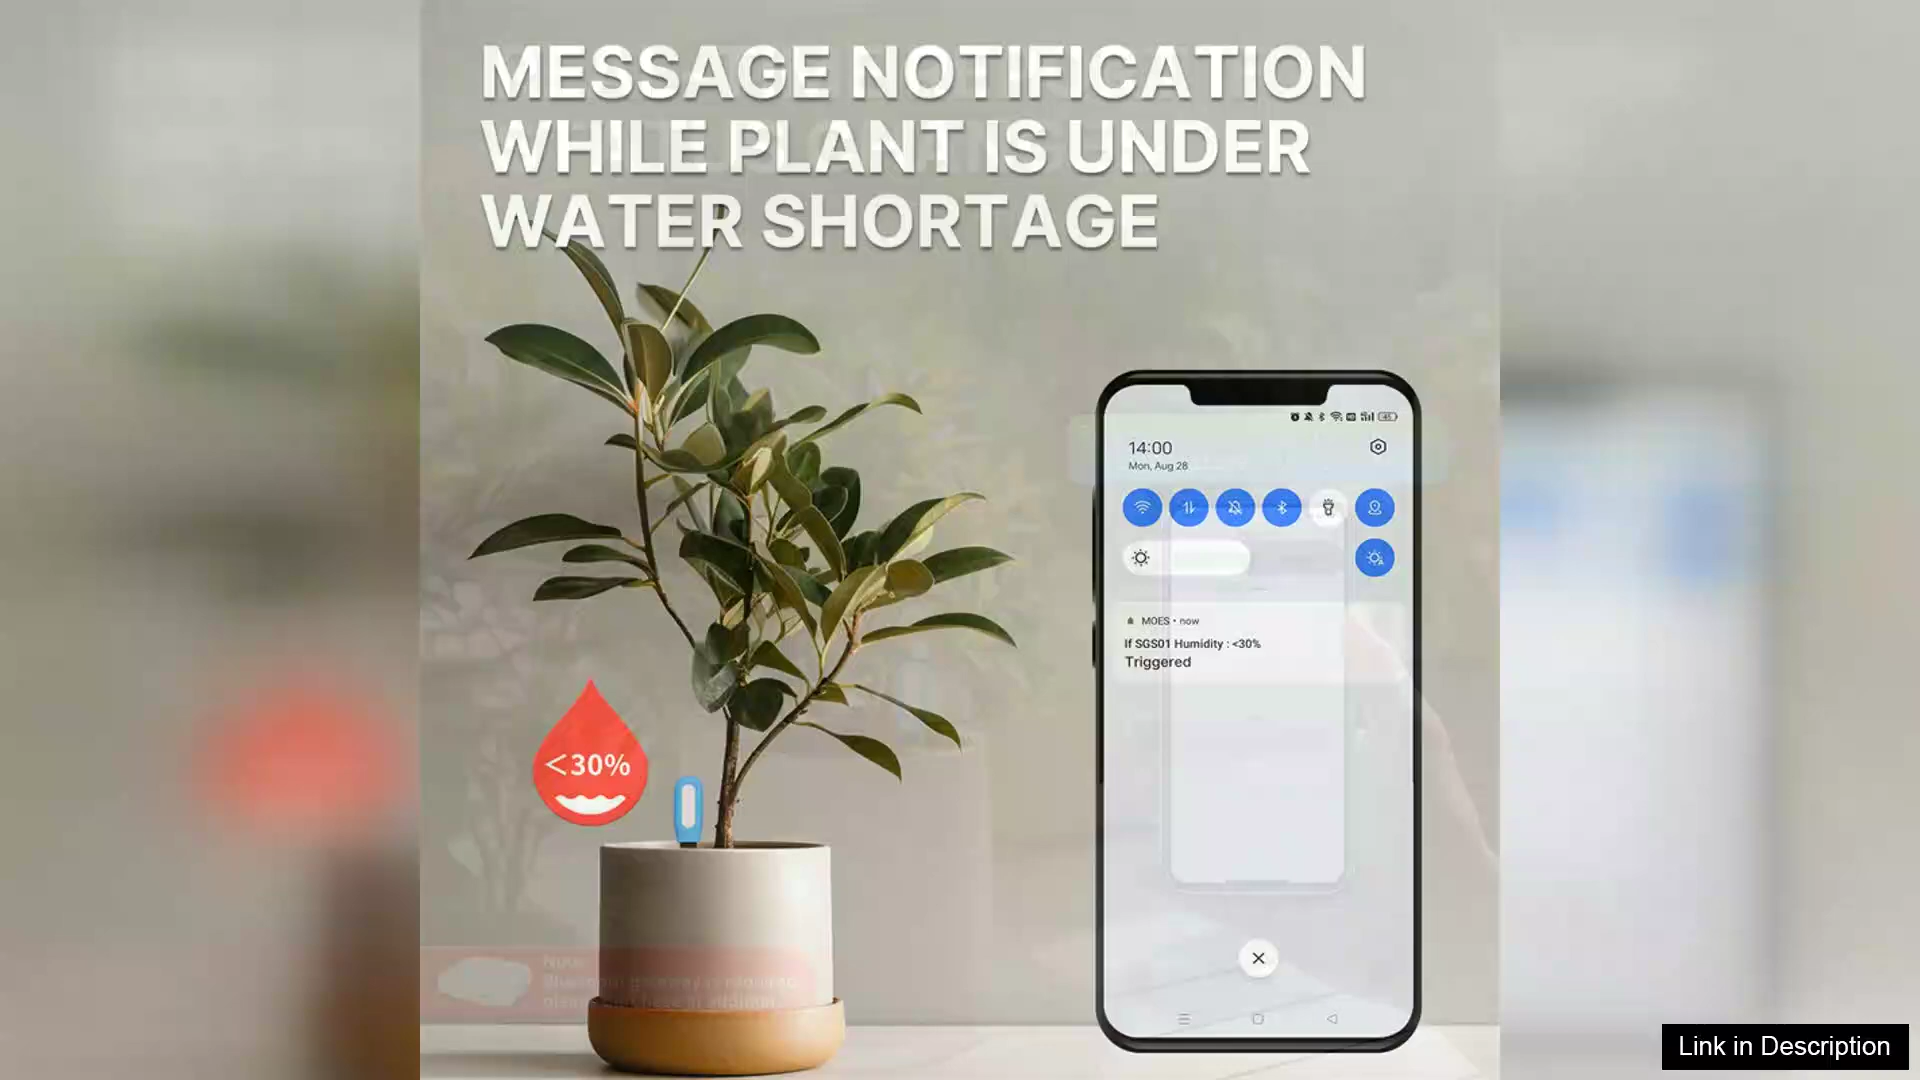 MESSAGE NOTIFICATION
WHILE PLANT IS UNDER
WATER SHORTAGE
14:00
Mon, Aug 28
MOES • now
If SGS01 Humidity : <30%
Triggered
<30%
Link in Description